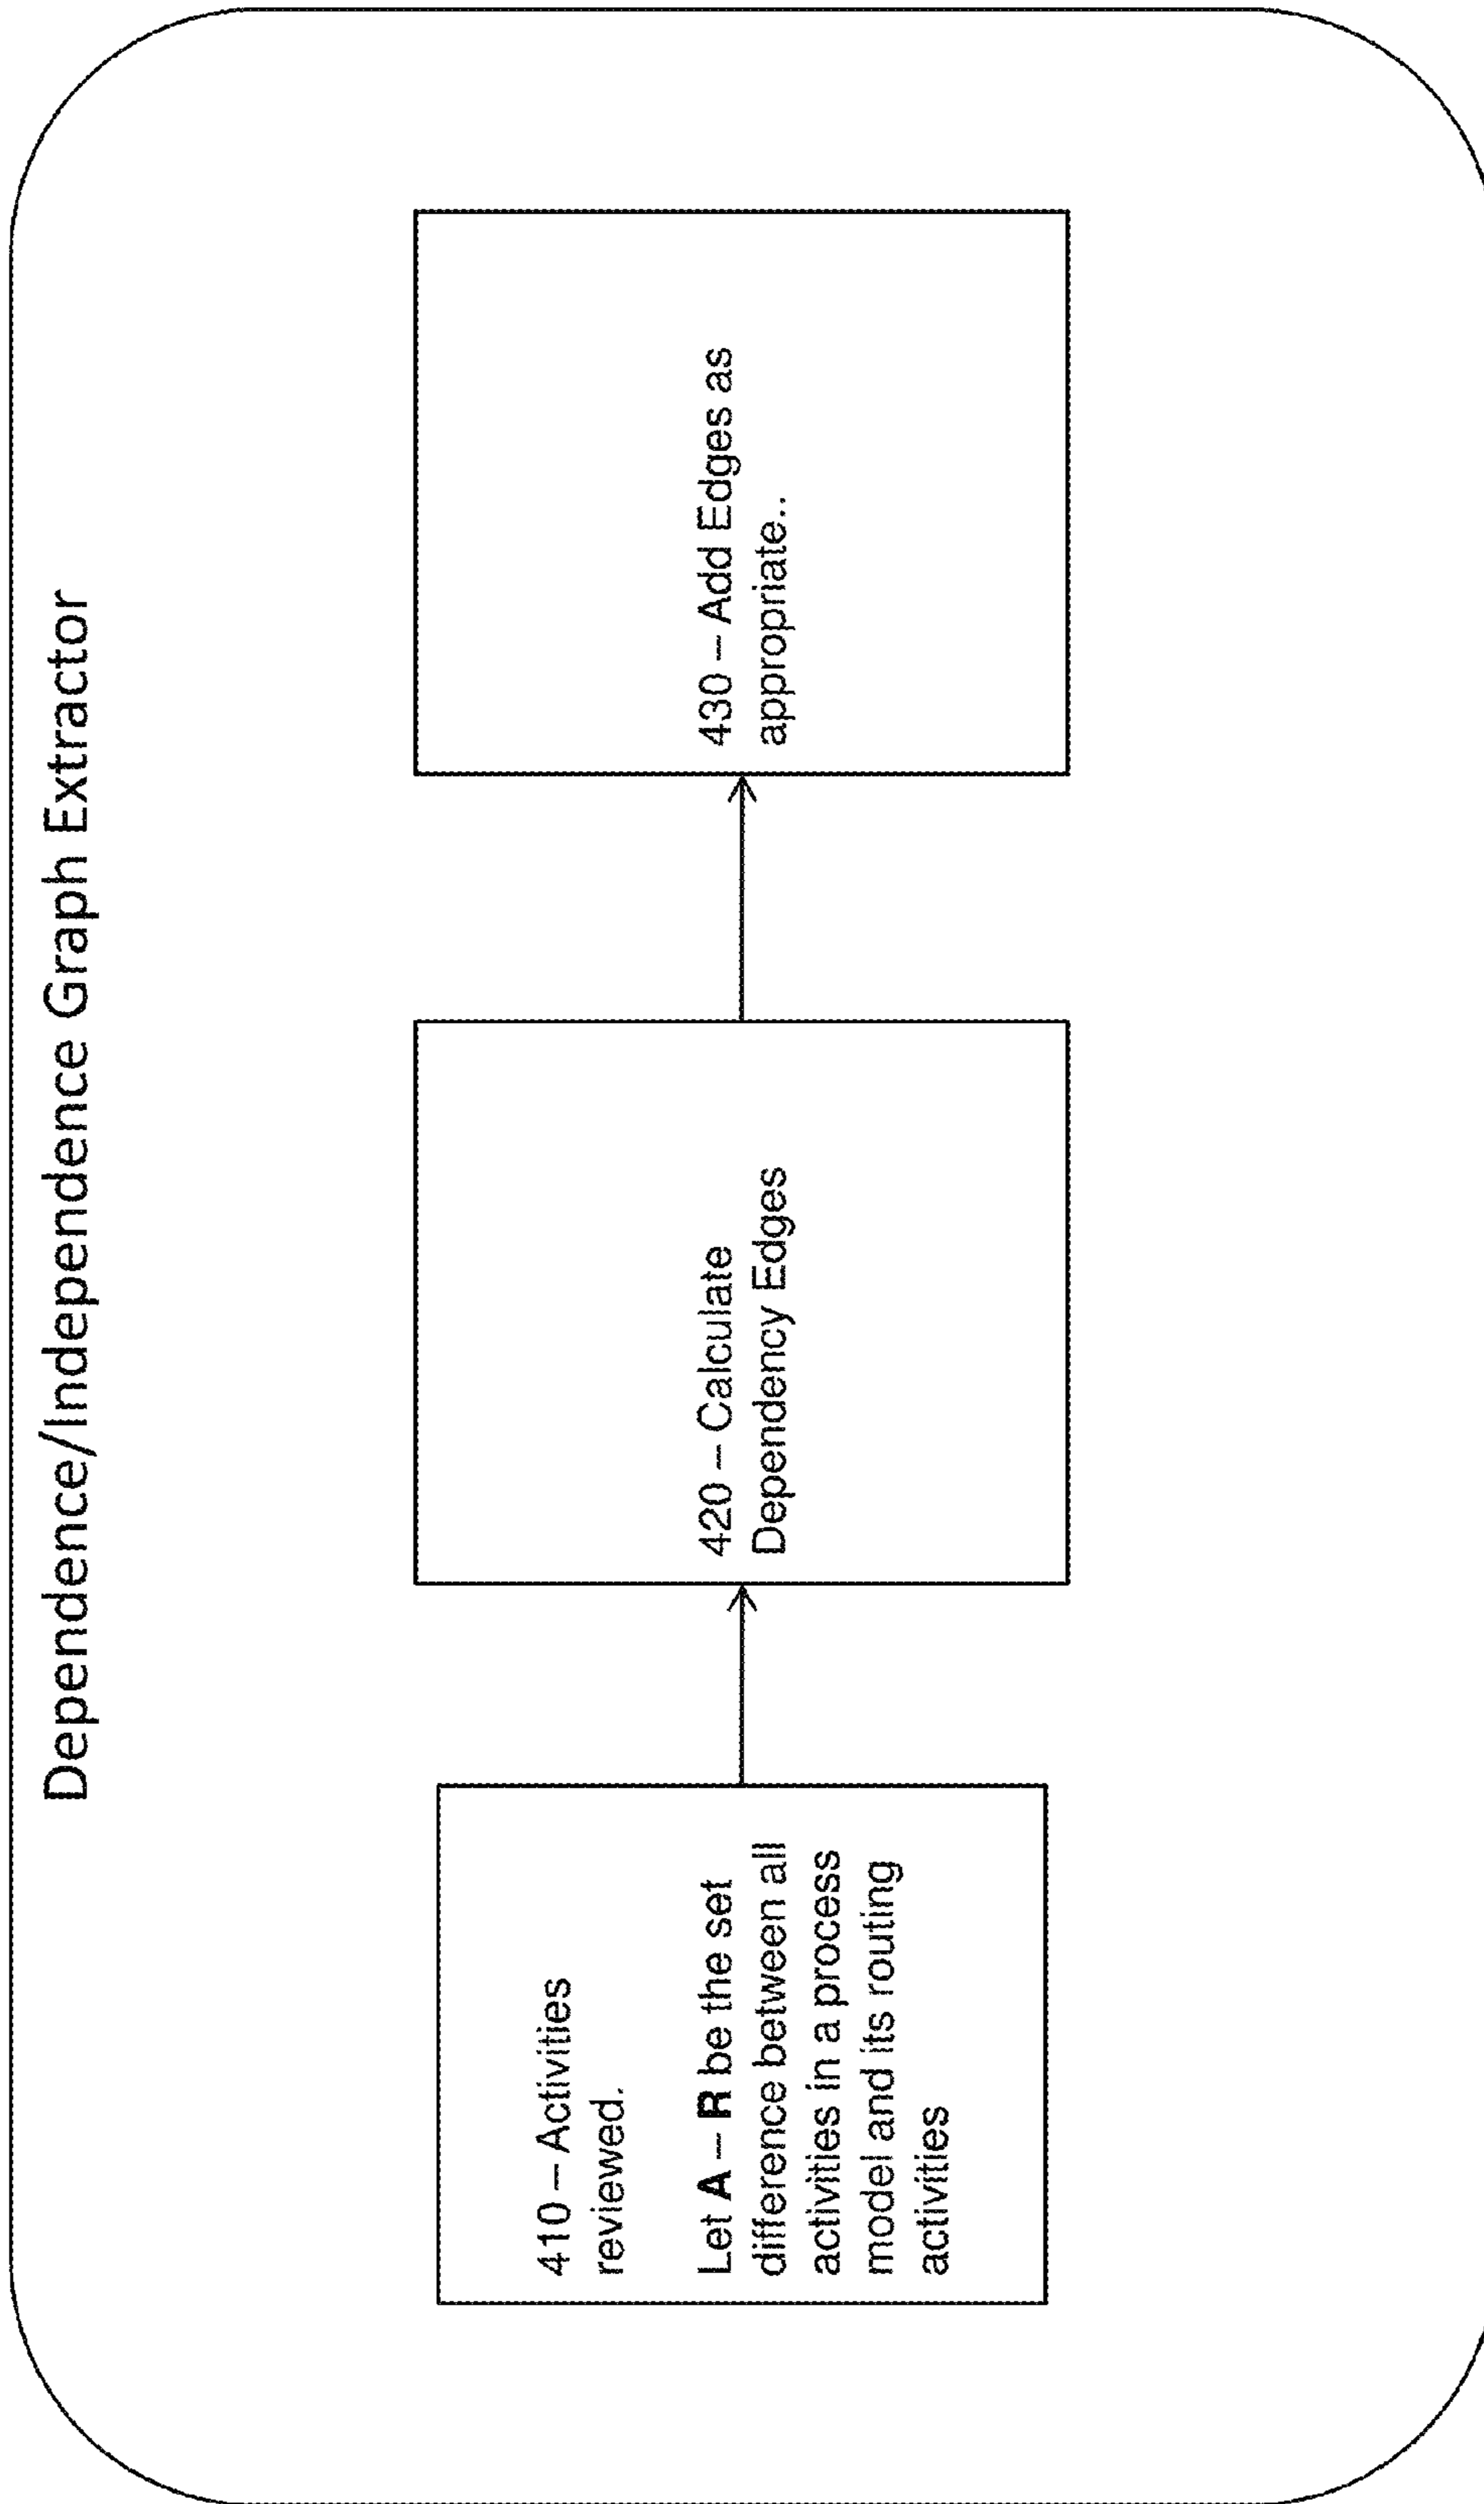 Dependence/Independence Graph Extractor
410 – Activities
reviewed.
Let A – R be the set
difference between all
activities in a process
model and its routing
activities
420 – Calculate
Dependency Edges
430 – Add Edges as
appropriate..